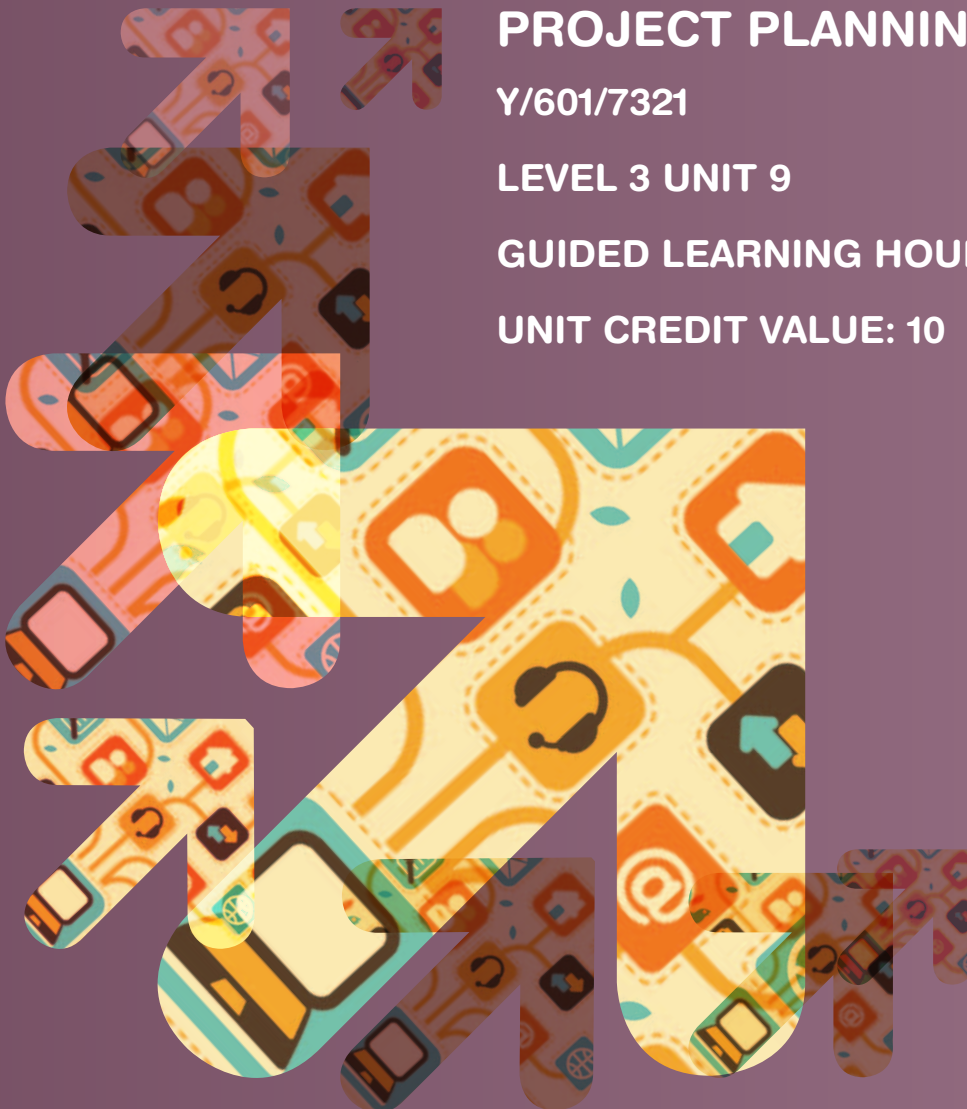 PROJECT PLANNIN
Y/601/7321
LEVEL 3 UNIT 9
GUIDED LEARNING HOU
UNIT CREDIT VALUE: 10